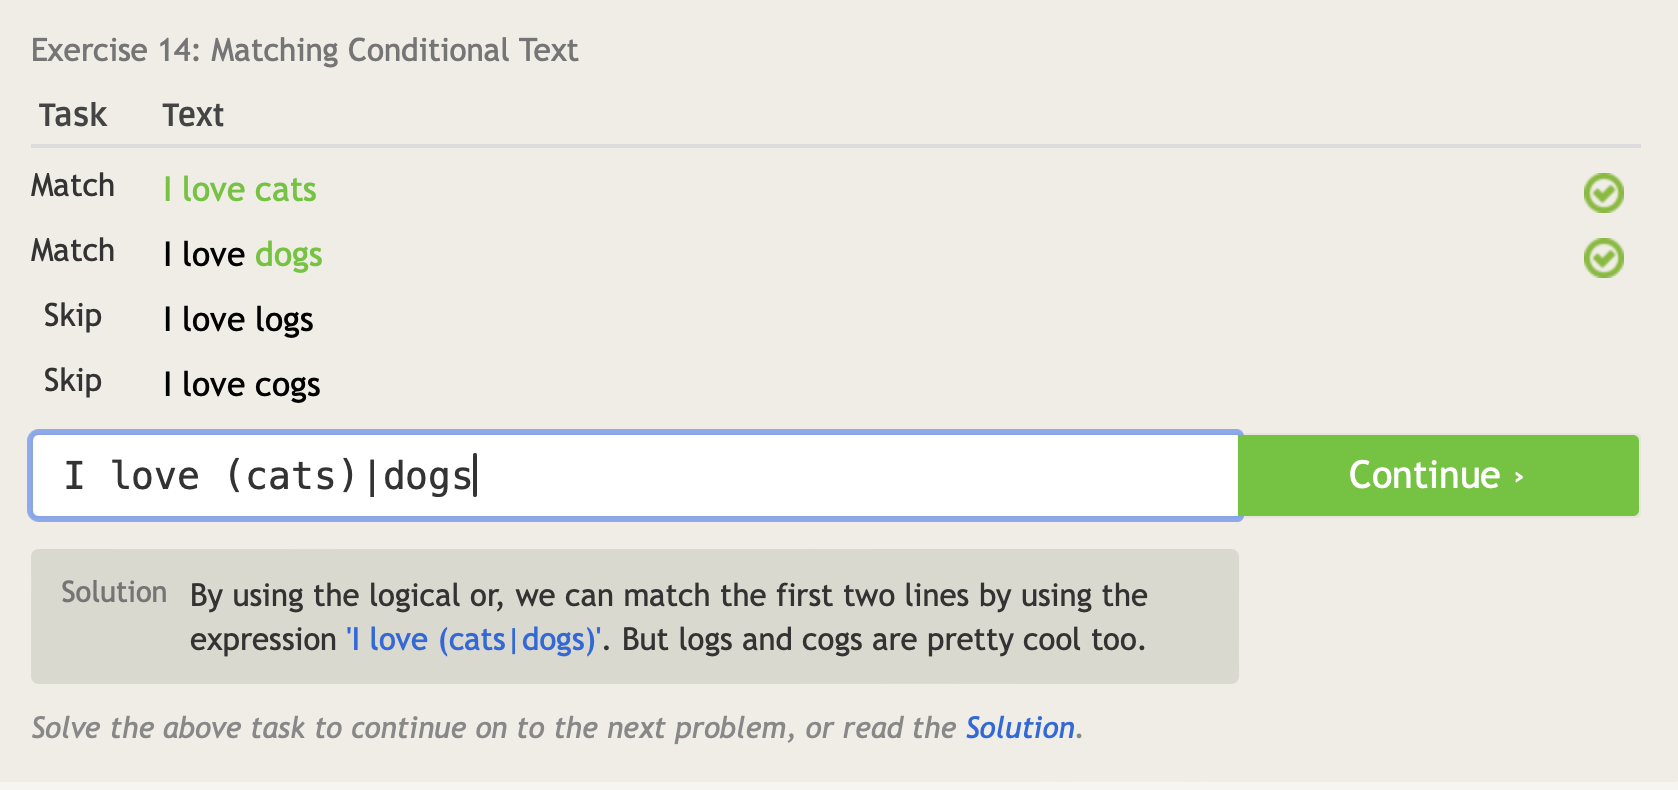 Exercise 14: Matching Conditional Text
Task Text
Match I love cats
Match I love dogs
Skip I love logs
Skip I love cogs
I love (cats)|dogs
Continue ›
Solution By using the logical or, we can match the first two lines by using the
expression 'I love (cats|dogs)'. But logs and cogs are pretty cool too.
Solve the above task to continue on to the next problem, or read the Solution.